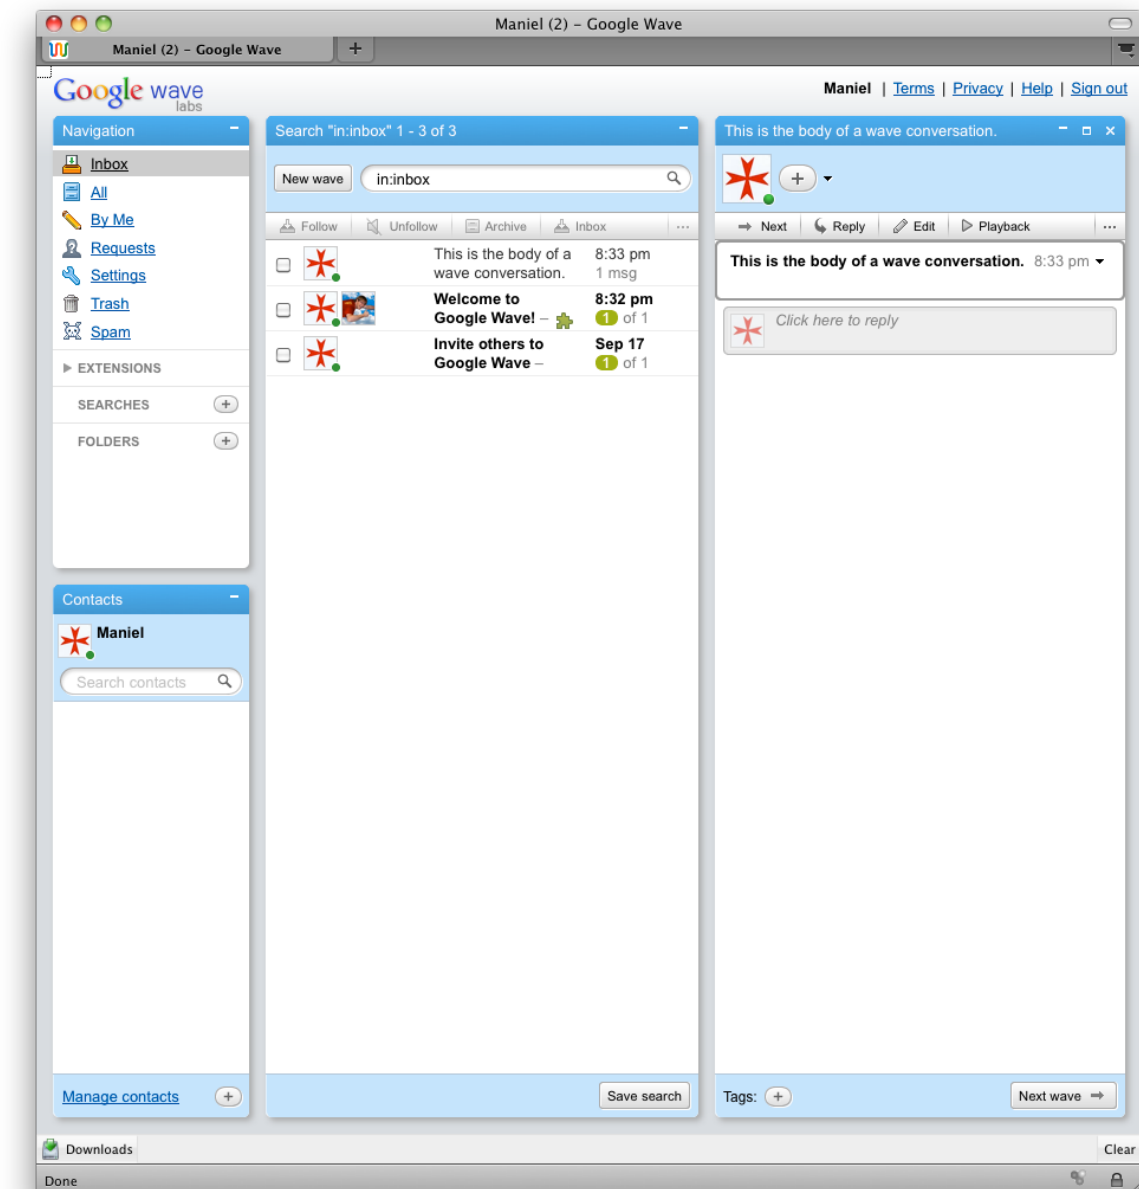 Maniel (2) – Google Wave
Maniel (2) – Google Wave
Google wave
labs
Maniel | Terms | Privacy | Help | Sign out
Navigation
Inbox
All
By Me
Requests
Settings
Trash
Spam
EXTENSIONS
SEARCHES
FOLDERS
Contacts
Maniel
Search contacts
Manage contacts
Search "in:inbox" 1 - 3 of 3
New wave
in:inbox
Follow Unfollow Archive Inbox ...
This is the body of a 8:33 pm
wave conversation. 1 msg
Welcome to 8:32 pm
Google Wave! – 1 of 1
Invite others to Sep 17
Google Wave – 1 of 1
Save search
This is the body of a wave conversation.
Next Reply Edit Playback ...
This is the body of a wave conversation. 8:33 pm
Click here to reply
Tags:
Next wave
Downloads
Clear
Done